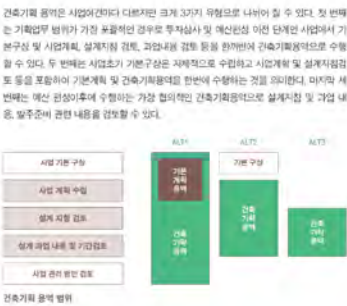 건축기획 용역은 사업여건마다 다르지만 크게 3가지 유형으로 나뉘어 질 수 있다. 첫 번째
는 기획업무 범위가 가장 포괄적인 경우로 투자심사 및 예산편성 이전 단계인 사업에서 기
본구상 및 사업계획, 설계지침 검토, 과업내용 검토 등을 한꺼번에 건축기획용역으로 수행
할 수 있다. 두 번째는 사업초기 기본구상은 자체적으로 수립하고 사업계획 및 설계지침검
토 등을 포함하여 기본계획 및 건축기획용역을 한번에 수행하는 것을 의미한다. 마지막 세
번째는 예산 편성이후에 수행하는 가장 협의적인 건축기획용역으로 설계지침 및 과업 내
용, 발주준비 관련 내용을 검토할 수 있다.
ALT1 ALT2 ALT3
사업 기본 구상
사업 계획 수립
설계 지침 검토
설계 과업 내용 및 기간검토
사업 관리 방안 검토
기본
계획
용역
건축
기획
용역
기본 구상
건축
기획
용역
건축
기획
용역
건축기획 용역 범위